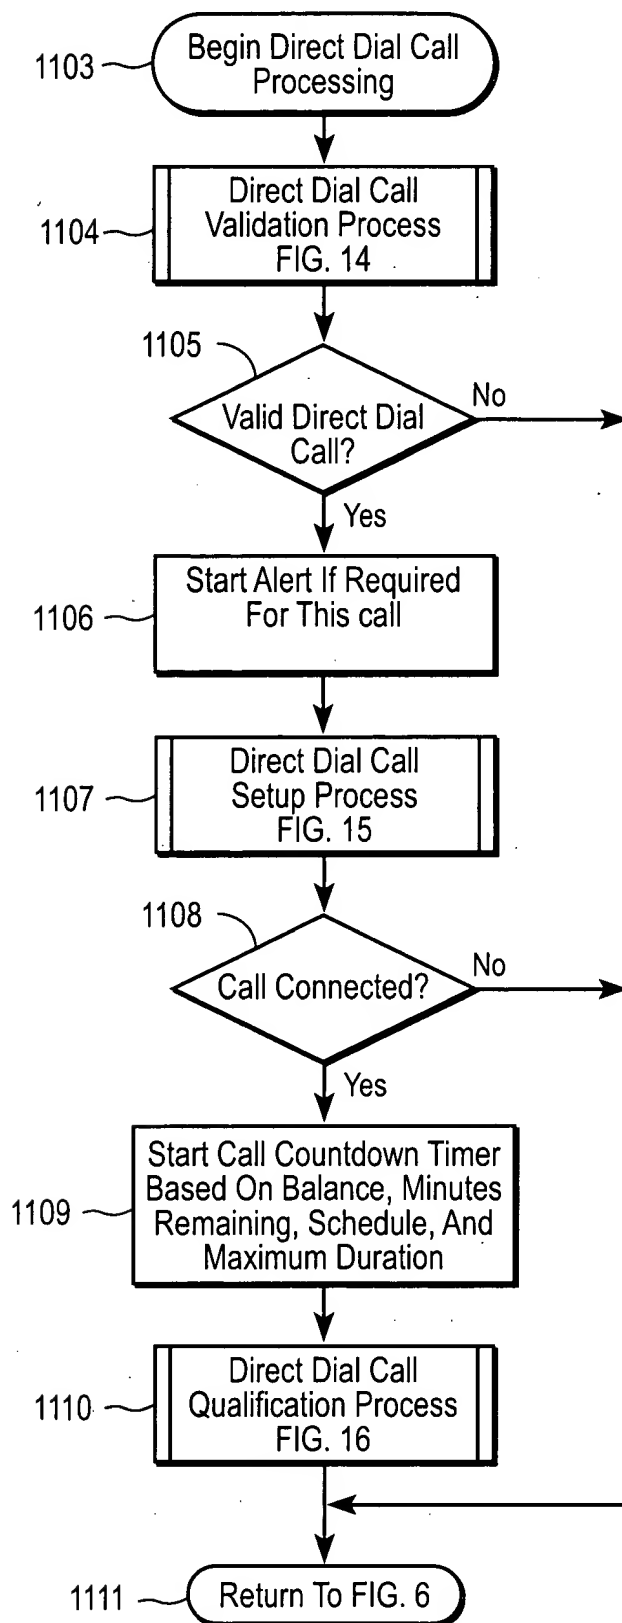 1103
Begin Direct Dial Call
Processing
1104
Direct Dial Call
Validation Process
FIG. 14
1105
Valid Direct Dial
Call?
No
Yes
1106
Start Alert If Required
For This call
1107
Direct Dial Call
Setup Process
FIG. 15
1108
Call Connected?
No
Yes
1109
Start Call Countdown Timer
Based On Balance, Minutes
Remaining, Schedule, And
Maximum Duration
1110
Direct Dial Call
Qualification Process
FIG. 16
1111
Return To FIG. 6